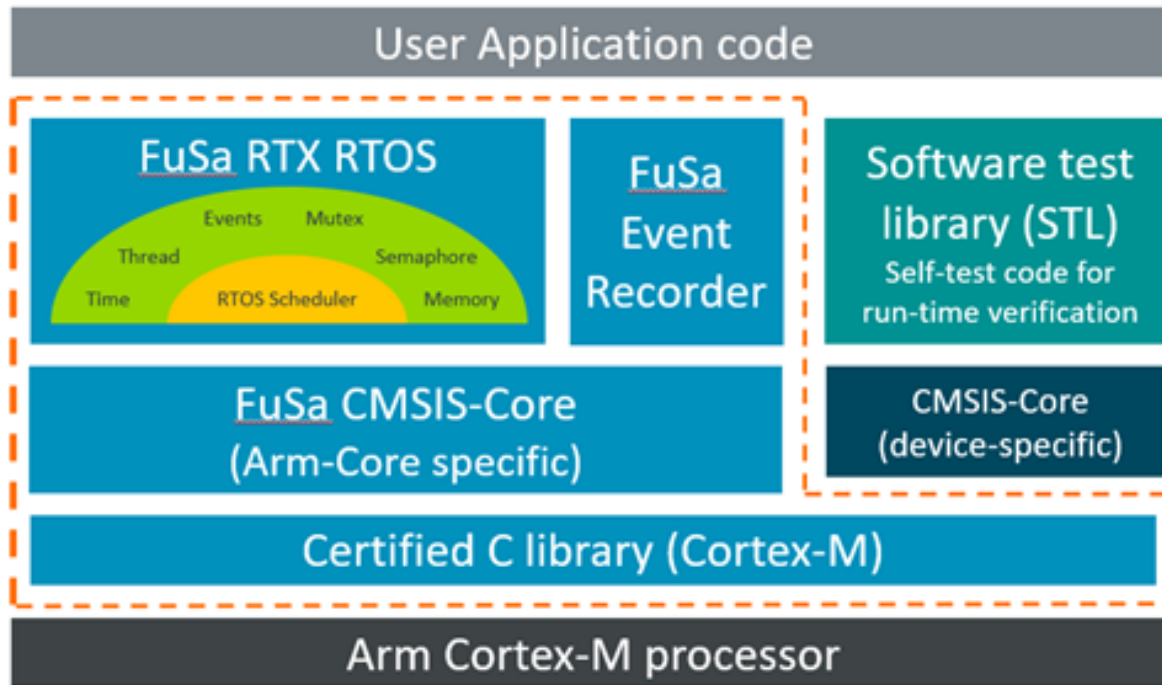 User Application code
FuSa RTX RTOS
Events
Mutex
Thread
Semaphore
Time
RTOS Scheduler
Memory
FuSa
Event
Recorder
Software test
library (STL)
Self-test code for
run-time verification
FuSa CMSIS-Core
(Arm-Core specific)
CMSIS-Core
(device-specific)
Certified C library (Cortex-M)
Arm Cortex-M processor